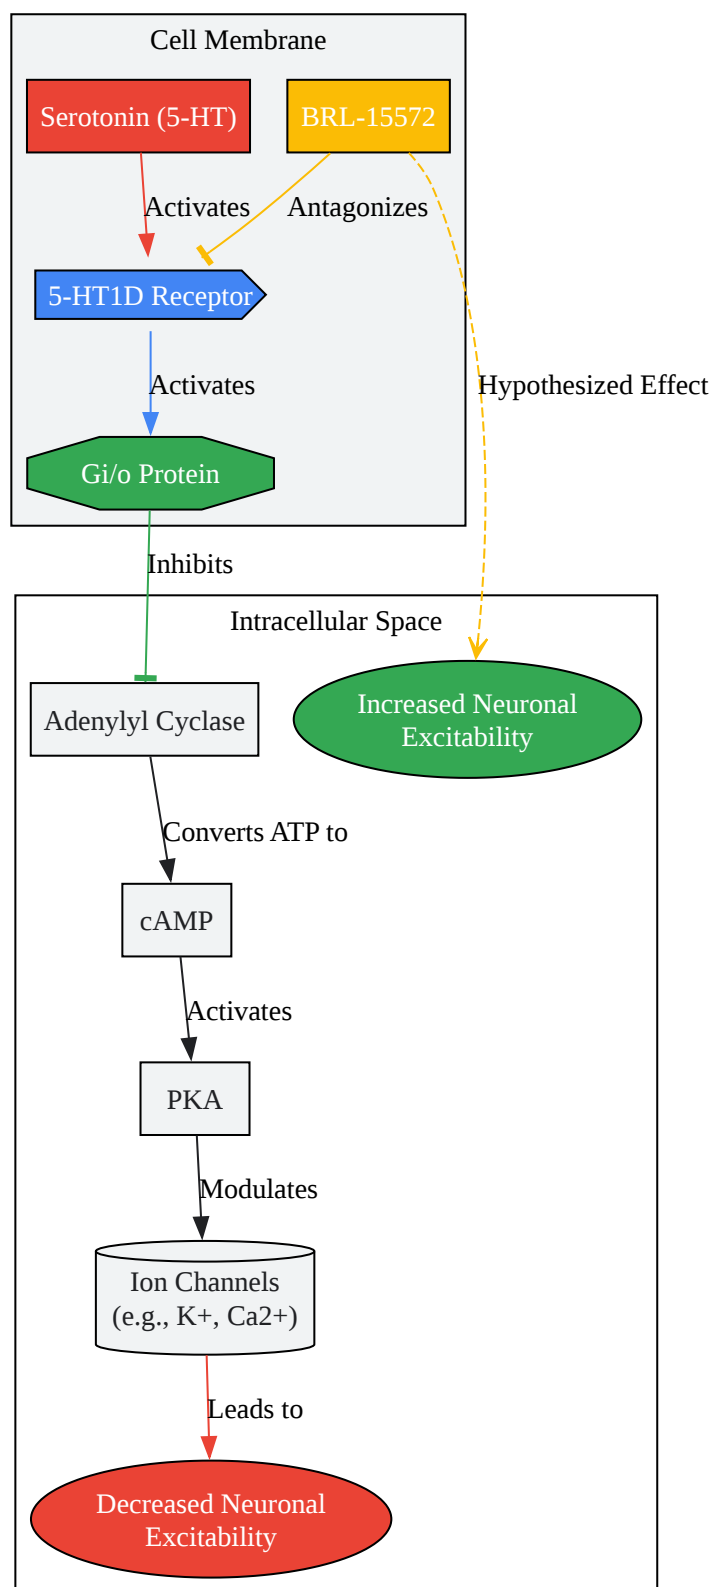 Cell Membrane
Serotonin (5-HT)
BRL-15572
Activates
Antagonizes
5-HT1D Receptor
Activates
Hypothesized Effect
Gi/o Protein
Inhibits
Intracellular Space
Adenylyl Cyclase
Increased Neuronal
Excitability
Converts ATP to
cAMP
Activates
PKA
Modulates
Ion Channels
(e.g., K+, Ca2+)
Leads to
Decreased Neuronal
Excitability